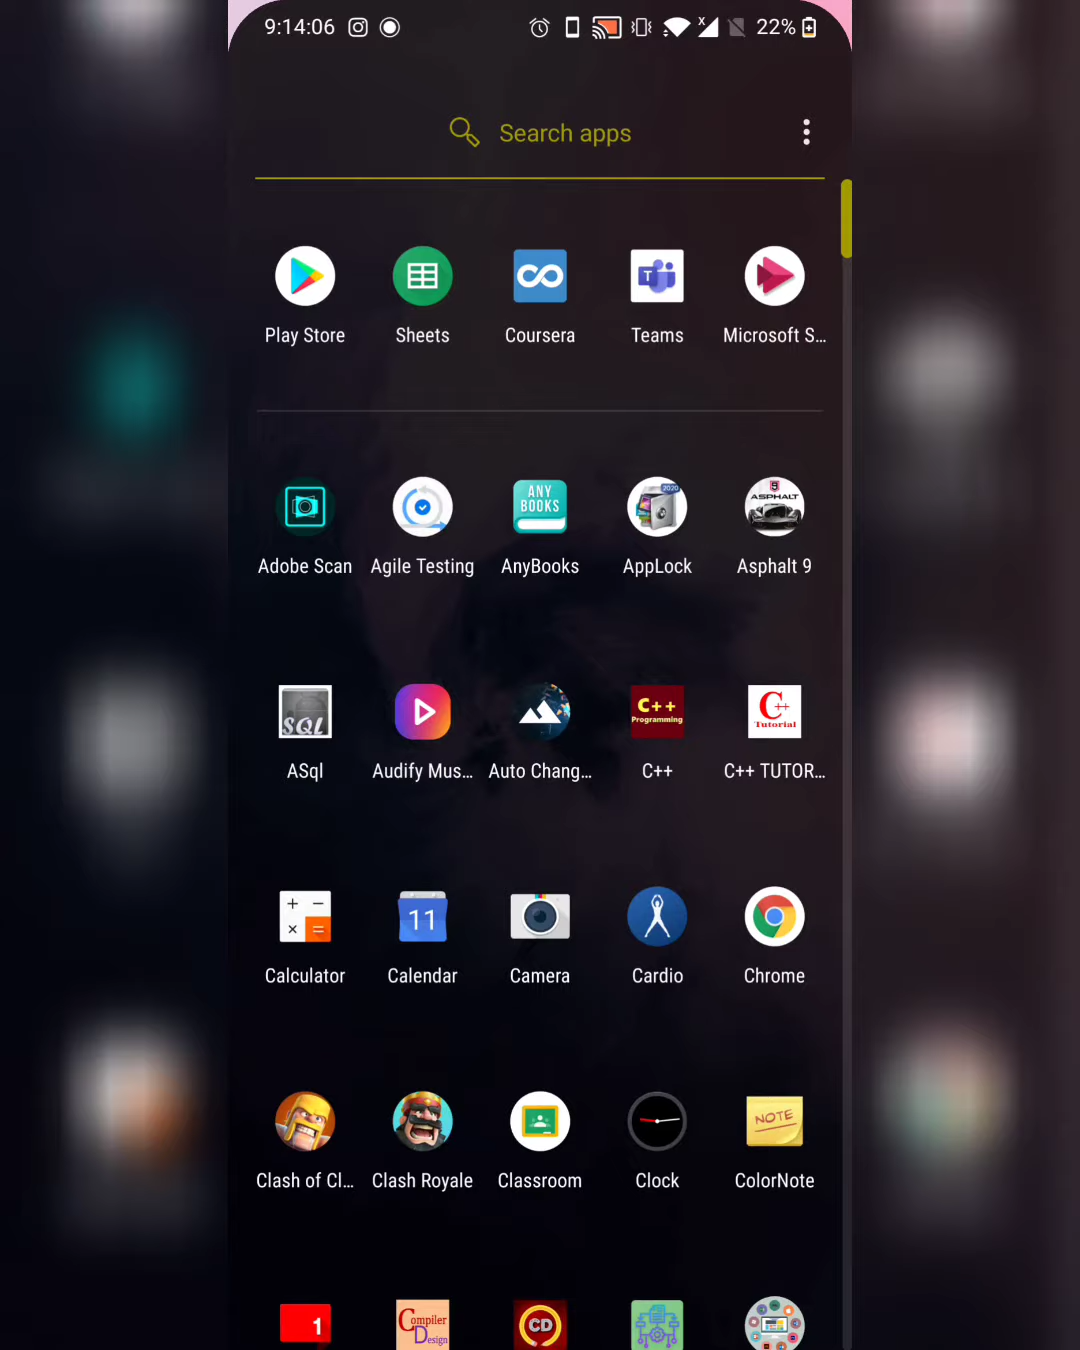 9:14:06 22%
Search apps
Play Store Sheets Coursera Teams Microsoft S...
ANY BOOKS 2020 9 ASPHALT
Adobe Scan Agile Testing AnyBooks AppLock Asphalt 9
SQL C++ Programming C++ Tutorial
ASql Audify Mus... Auto Chang... C++ C++ TUTOR...
11
Calculator Calendar Camera Cardio Chrome
NOTE
Clash of Cl... Clash Royale Classroom Clock ColorNote
1 Compiler Design CD